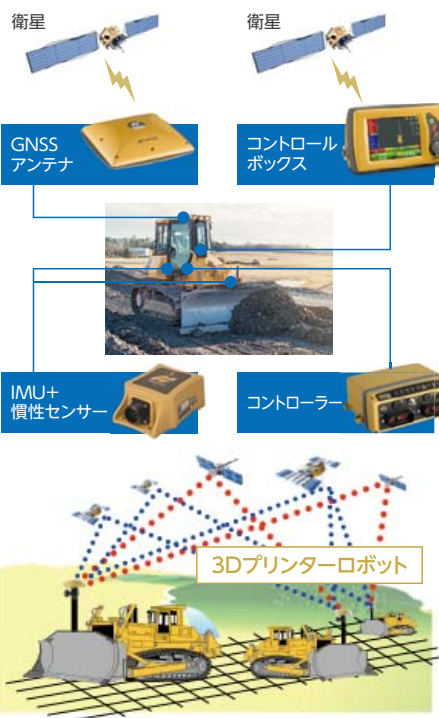 衛星
衛星
GNSS
アンテナ
コントロール
ボックス
IMU+
慣性センサー
コントローラー
3Dプリンターロボット